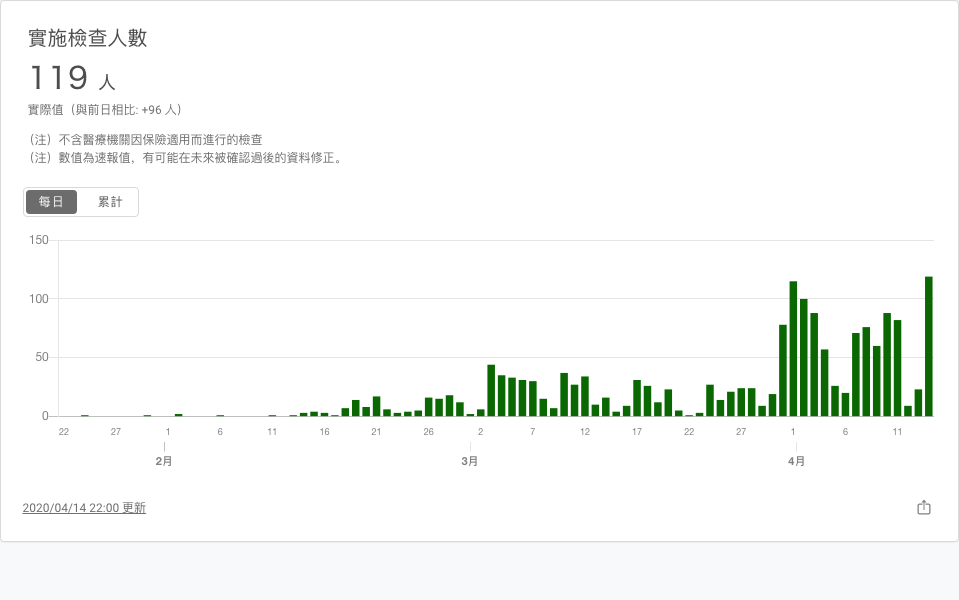 實施檢查人數
119 人
實際值（與前日相比: +96 人）
（注）不含醫療機關因保險適用而進行的檢查
（注）數值為速報值，有可能在未來被確認過後的資料修正。
每日 累計
150
100
50
0
22 27 1 6 11 16 21 26 2 7 12 17 22 27 1 6 11
2月 3月 4月
2020/04/14 22:00 更新